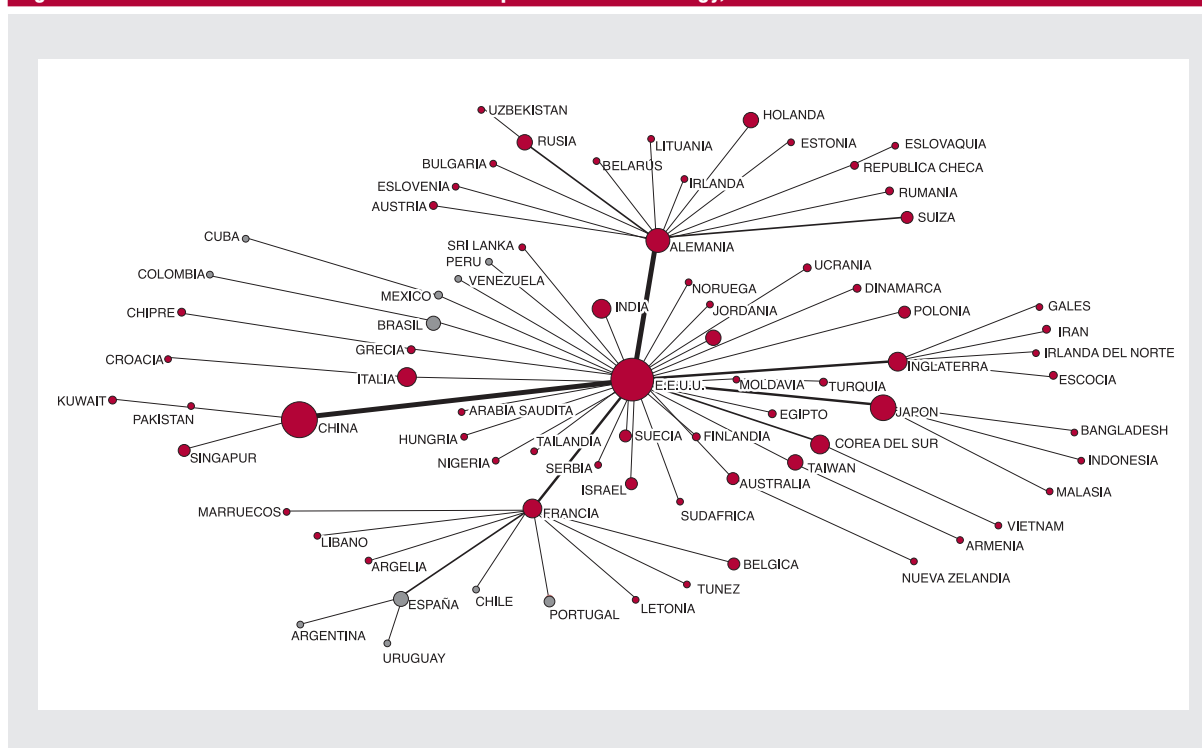 UZBEKISTAN
HOLANDA
RUSIA
LITUANIA
ESTONIA
ESLOVAQUIA
BULGARIA
BELARÚS
REPUBLICA CHECA
ESLOVENIA
IRLANDA
RUMANIA
AUSTRIA
SUIZA
CUBA
SRI LANKA
ALEMANIA
PERU
COLOMBIA
VENEZUELA
UCRANIA
MEXICO
NORUEGA
DINAMARCA
CHIPRE
INDIA
JORDANIA
POLONIA
GALES
BRASIL
IRAN
GRECIA
CROACIA
IRLANDA DEL NORTE
ITALIA
INGLATERRA
ESCOCIA
E.E.U.U.
MOLDAVIA
TURQUIA
KUWAIT
PAKISTAN
ARABIA SAUDITA
EGIPTO
JAPON
CHINA
BANGLADESH
HUNGRIA
TAILANDIA
SUECIA
FINLANDIA
COREA DEL SUR
SINGAPUR
NIGERIA
SERBIA
TAIWAN
INDONESIA
ISRAEL
AUSTRALIA
MALASIA
MARRUECOS
FRANCIA
SUDAFRICA
VIETNAM
LIBANO
ARMENIA
ARGELIA
BELGICA
NUEVA ZELANDIA
TUNEZ
ESPAÑA
CHILE
PORTUGAL
LETONIA
ARGENTINA
URUGUAY